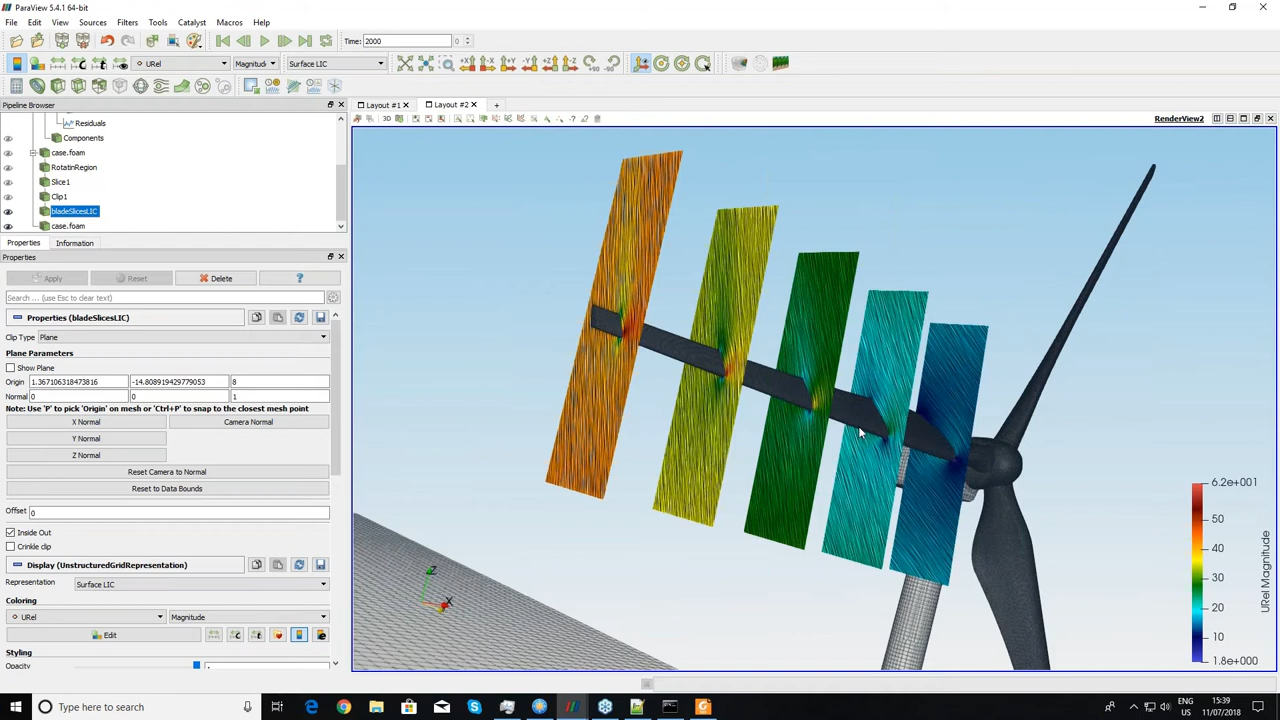 ParaView 5.4.1 64-bit
File Edit View Sources Filters Tools Catalyst Macros Help
Time: 2000 0
URel Magnitude Surface LIC
Pipeline Browser
Layout #1 Layout #2
3D RenderView2
Residuals
Components
case.foam
RotatinRegion
Slice1
Clip1
bladeSlicesLIC
case.foam
Properties Information
Properties
Apply Reset Delete ?
Search ... (use Esc to clear text)
Properties (bladeSlicesLIC)
Clip Type Plane
Plane Parameters
Show Plane
Origin 1.367106318473816 -14.808919429779053 8
Normal 0 0 1
Note: Use 'P' to pick 'Origin' on mesh or 'Ctrl+P' to snap to the closest mesh point
X Normal Camera Normal
Y Normal
Z Normal
Reset Camera to Normal
Reset to Data Bounds
Offset 0
Inside Out
Crinkle clip
Display (UnstructuredGridRepresentation)
Representation Surface LIC
Coloring
URel Magnitude
Edit
Styling
Opacity
Z
X
6.2e+001
50
40
30
20
10
1.8e+000
URel Magnitude
Type here to search
ENG
15:39
11/07/2018